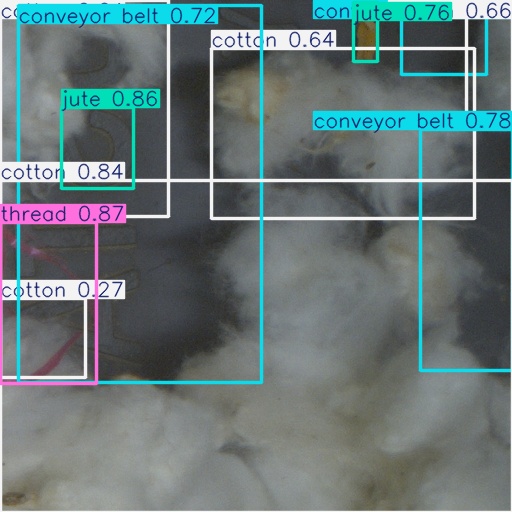 conveyor belt 0.72
jute 0.76
0.66
cotton 0.64
jute 0.86
conveyor belt 0.78
cotton 0.84
thread 0.87
cotton 0.27